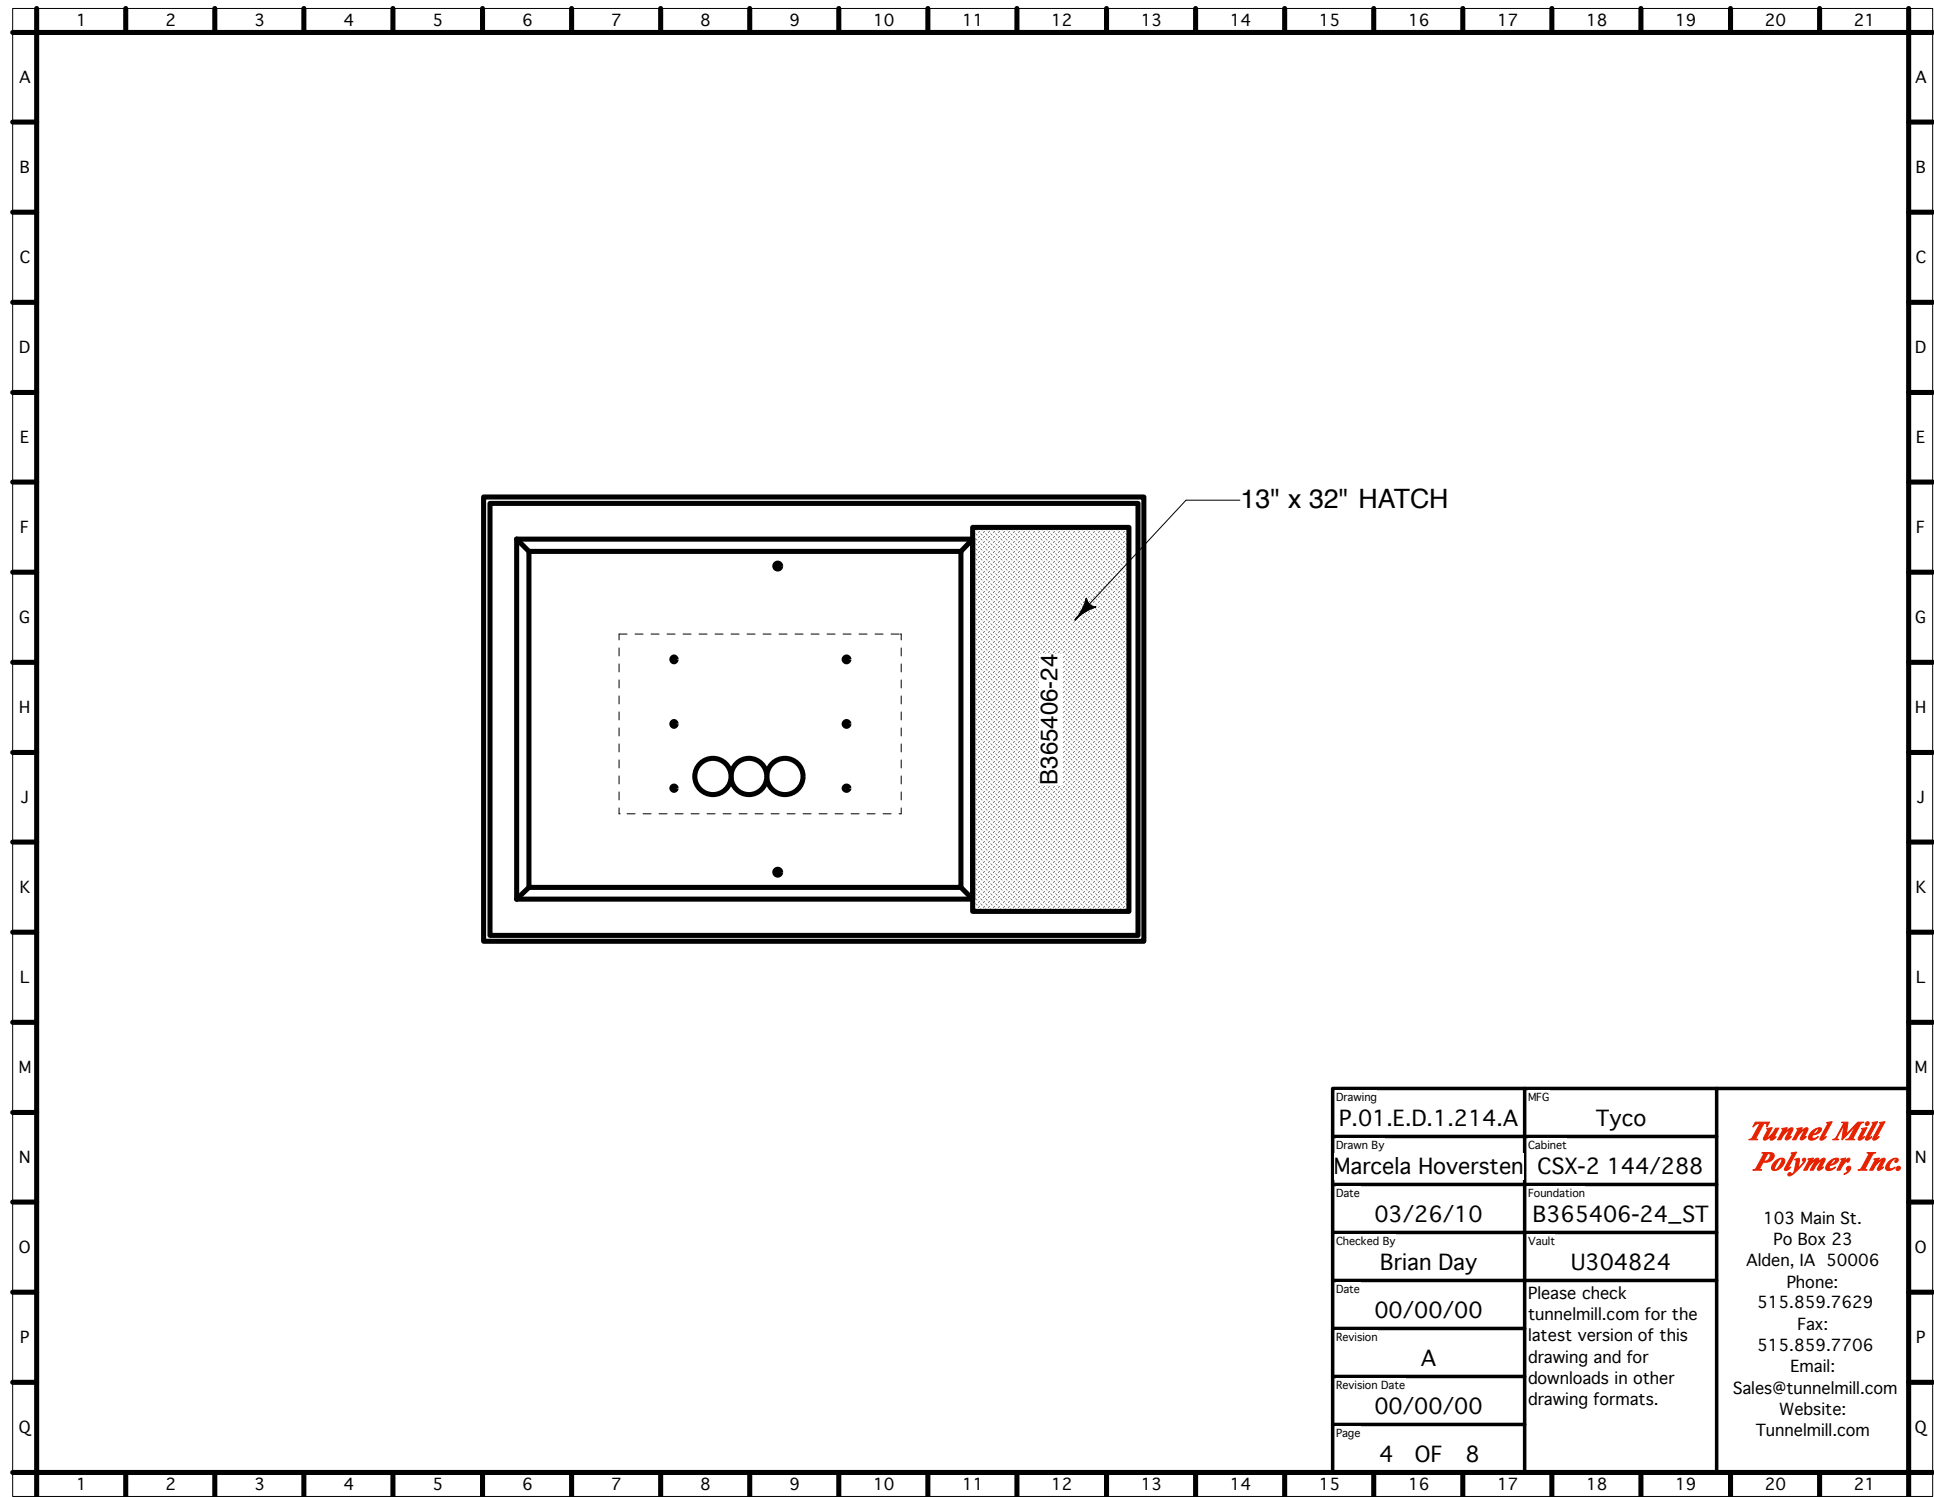 1 2 3 4 5 6 7 8 9 10 11 12 13 14 15 16 17 18 19 20 21
A A
B B
C C
D D
E E
F F
G G
H H
J J
K K
L L
M M
N N
O O
P P
Q Q
13" x 32" HATCH
B365406-24
Drawing
P.01.E.D.1.214.A
MFG
Tyco
Drawn By
Marcela Hoversten
Cabinet
CSX-2 144/288
Date
03/26/10
Foundation
B365406-24_ST
Checked By
Brian Day
Vault
U304824
Date
00/00/00
Revision
A
Revision Date
00/00/00
Page
4 OF 8
Please check
tunnelmill.com for the
latest version of this
drawing and for
downloads in other
drawing formats.
Tunnel Mill
Polymer, Inc.
103 Main St.
Po Box 23
Alden, IA 50006
Phone:
515.859.7629
Fax:
515.859.7706
Email:
Sales@tunnelmill.com
Website:
Tunnelmill.com
1 2 3 4 5 6 7 8 9 10 11 12 13 14 15 16 17 18 19 20 21